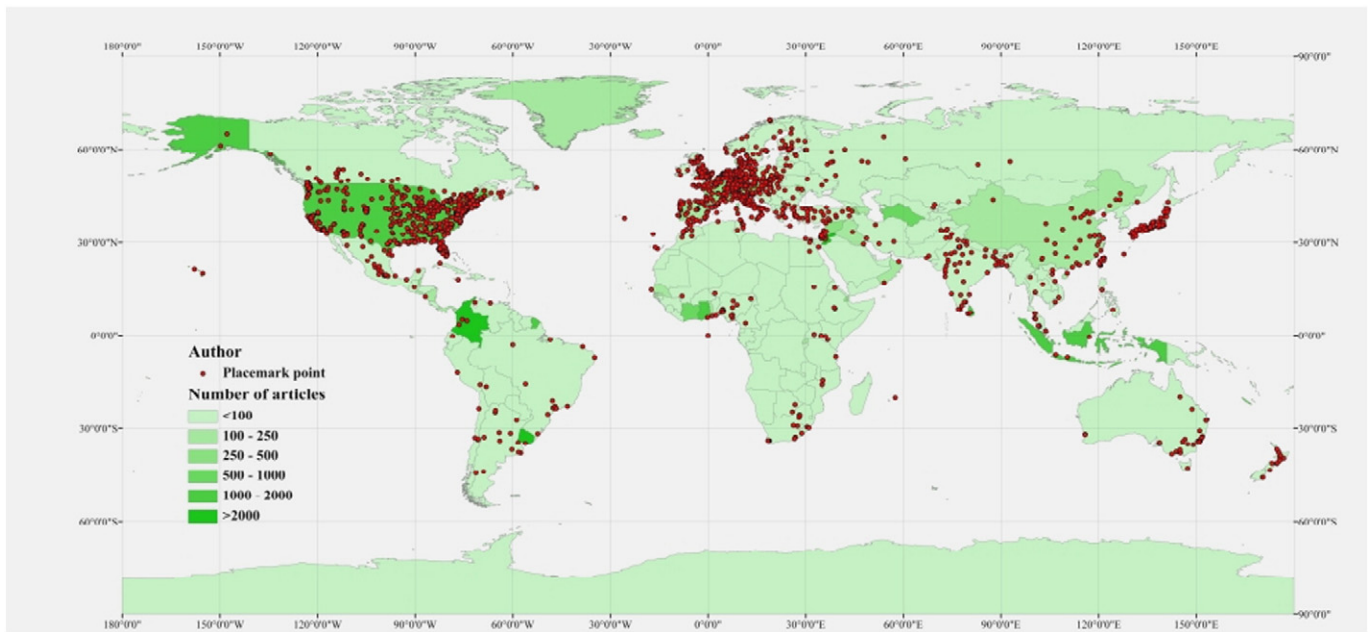 180°0'0" 150°0'0"W 120°0'0"W 90°0'0"W 60°0'0"W 30°0'0"W 0°0'0" 30°0'0"E 60°0'0"E 90°0'0"E 120°0'0"E 150°0'0"E
90°0'0"
60°0'0"N 60°0'0"N
30°0'0"N 30°0'0"N
0°0'0" 0°0'0"
Author
Placemark point
Number of articles
<100
100 - 250
30°0'0"S 30°0'0"S
250 - 500
500 - 1000
1000 - 2000
>2000
60°0'0"S 60°0'0"S
90°0'0"
180°0'0" 150°0'0"W 120°0'0"W 90°0'0"W 60°0'0"W 30°0'0"W 0°0'0" 30°0'0"E 60°0'0"E 90°0'0"E 120°0'0"E 150°0'0"E